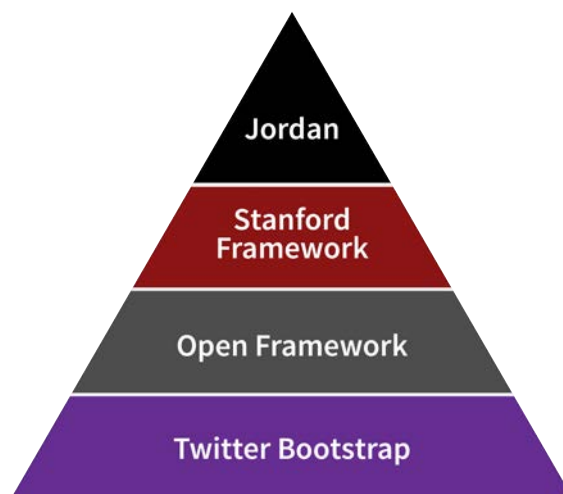 Jordan
Stanford
Framework
Open Framework
Twitter Bootstrap